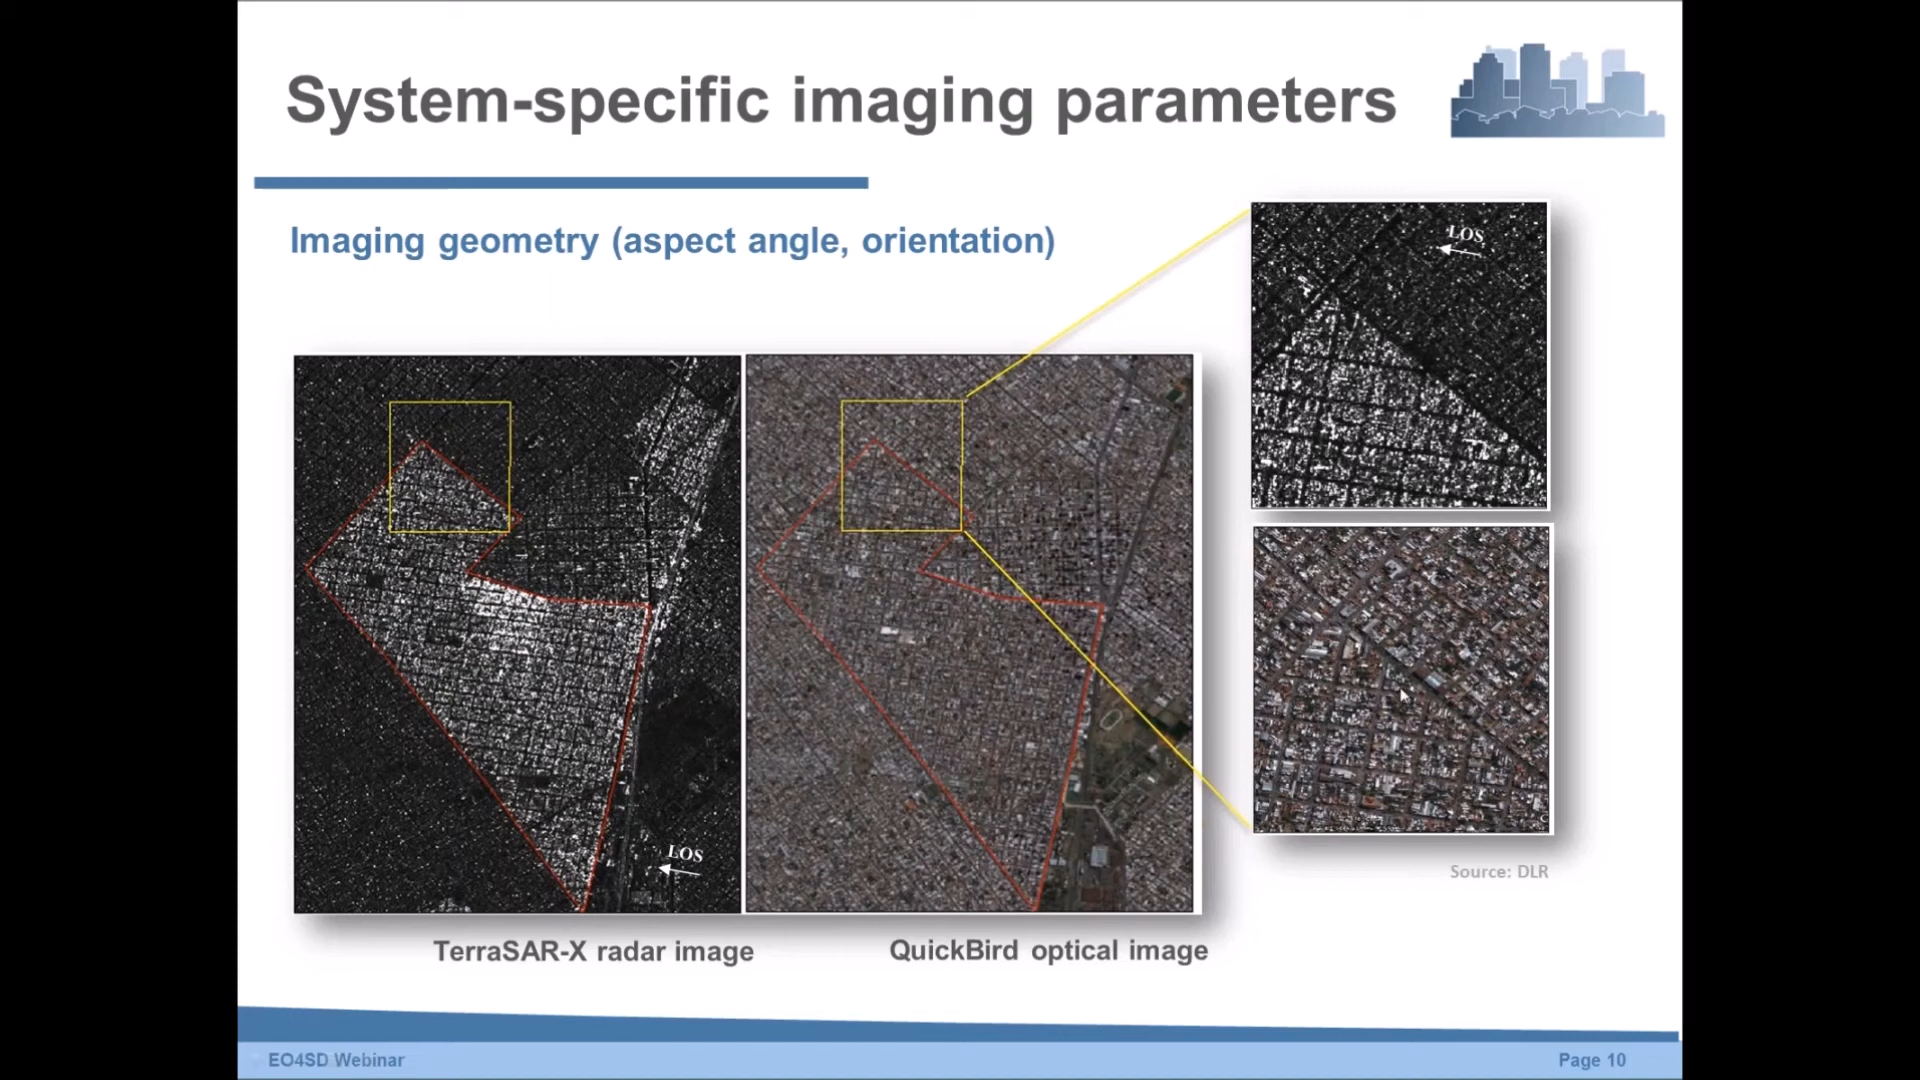 System-specific imaging parameters
Imaging geometry (aspect angle, orientation)
LOS
LOS
Source: DLR
TerraSAR-X radar image
QuickBird optical image
EO4SD Webinar
Page 10